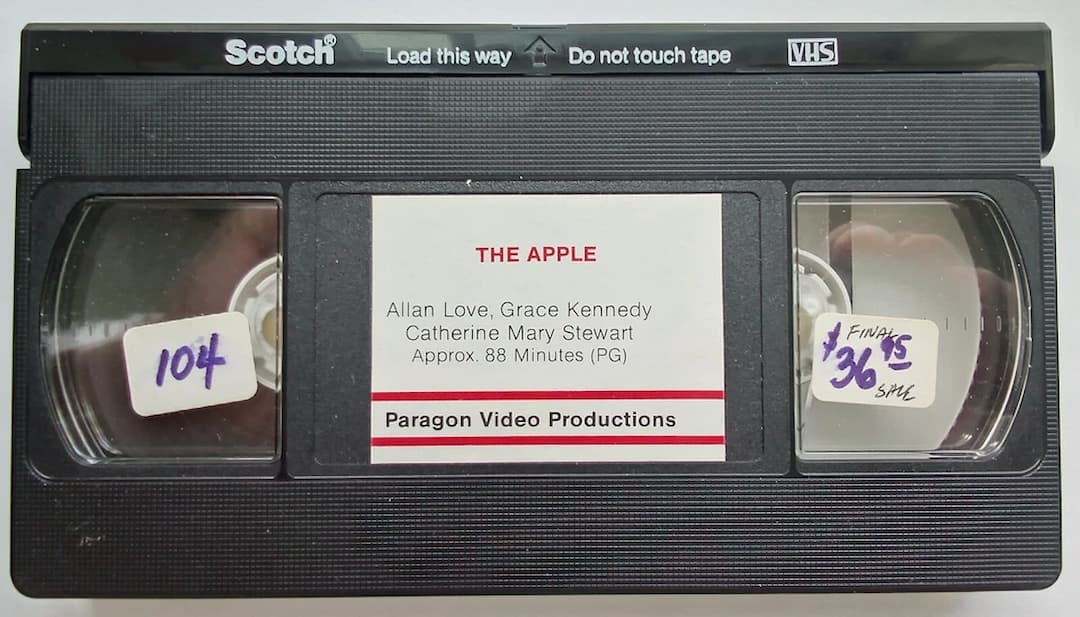 Scotch® Load this way Do not touch tape VHS
THE APPLE
Allan Love, Grace Kennedy
Catherine Mary Stewart
Approx. 88 Minutes (PG)
Paragon Video Productions
104
FINAL
$36 95
SALE